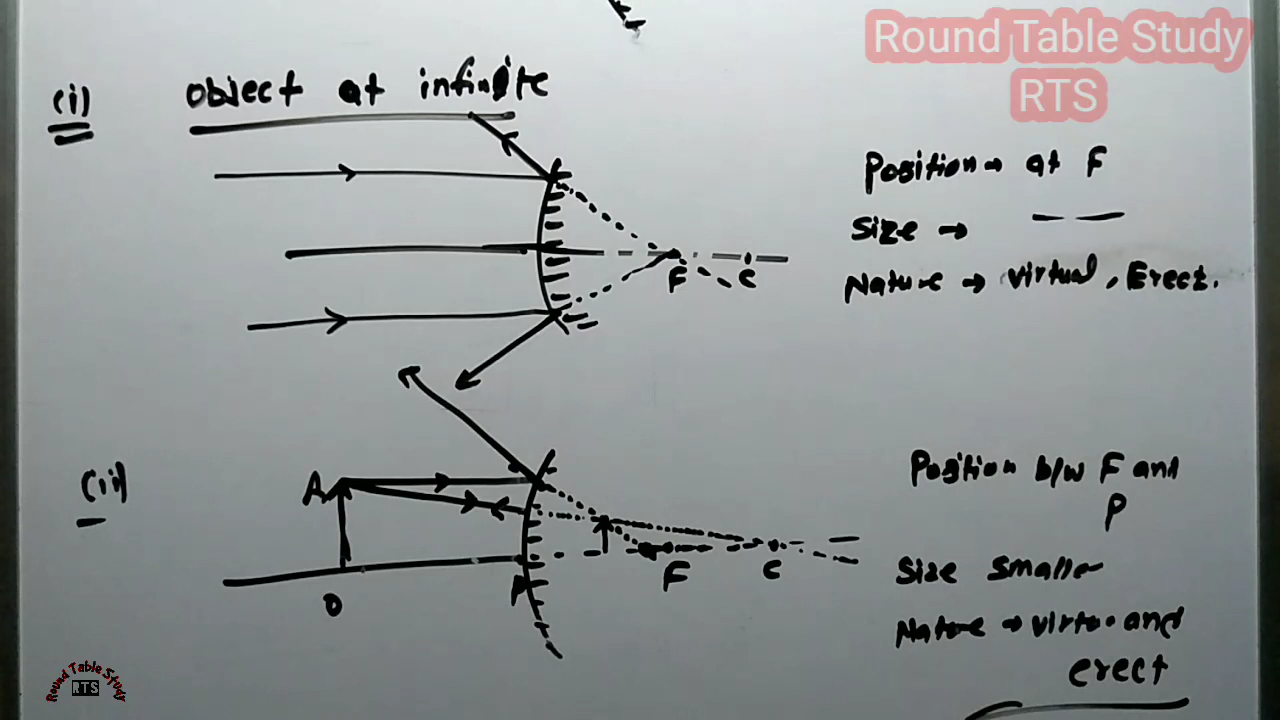 Round Table Study
RTS
(i) object at infinite
Position → at F
Size →
Nature → virtual, Erect.
F
C
(ii)
A
O
P
F
C
Position b/w F and
P
Size smaller
Nature → virtu. and
erect
Round Table Study
RTS